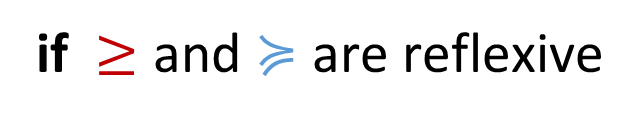 if ≥ and ≽ are reflexive